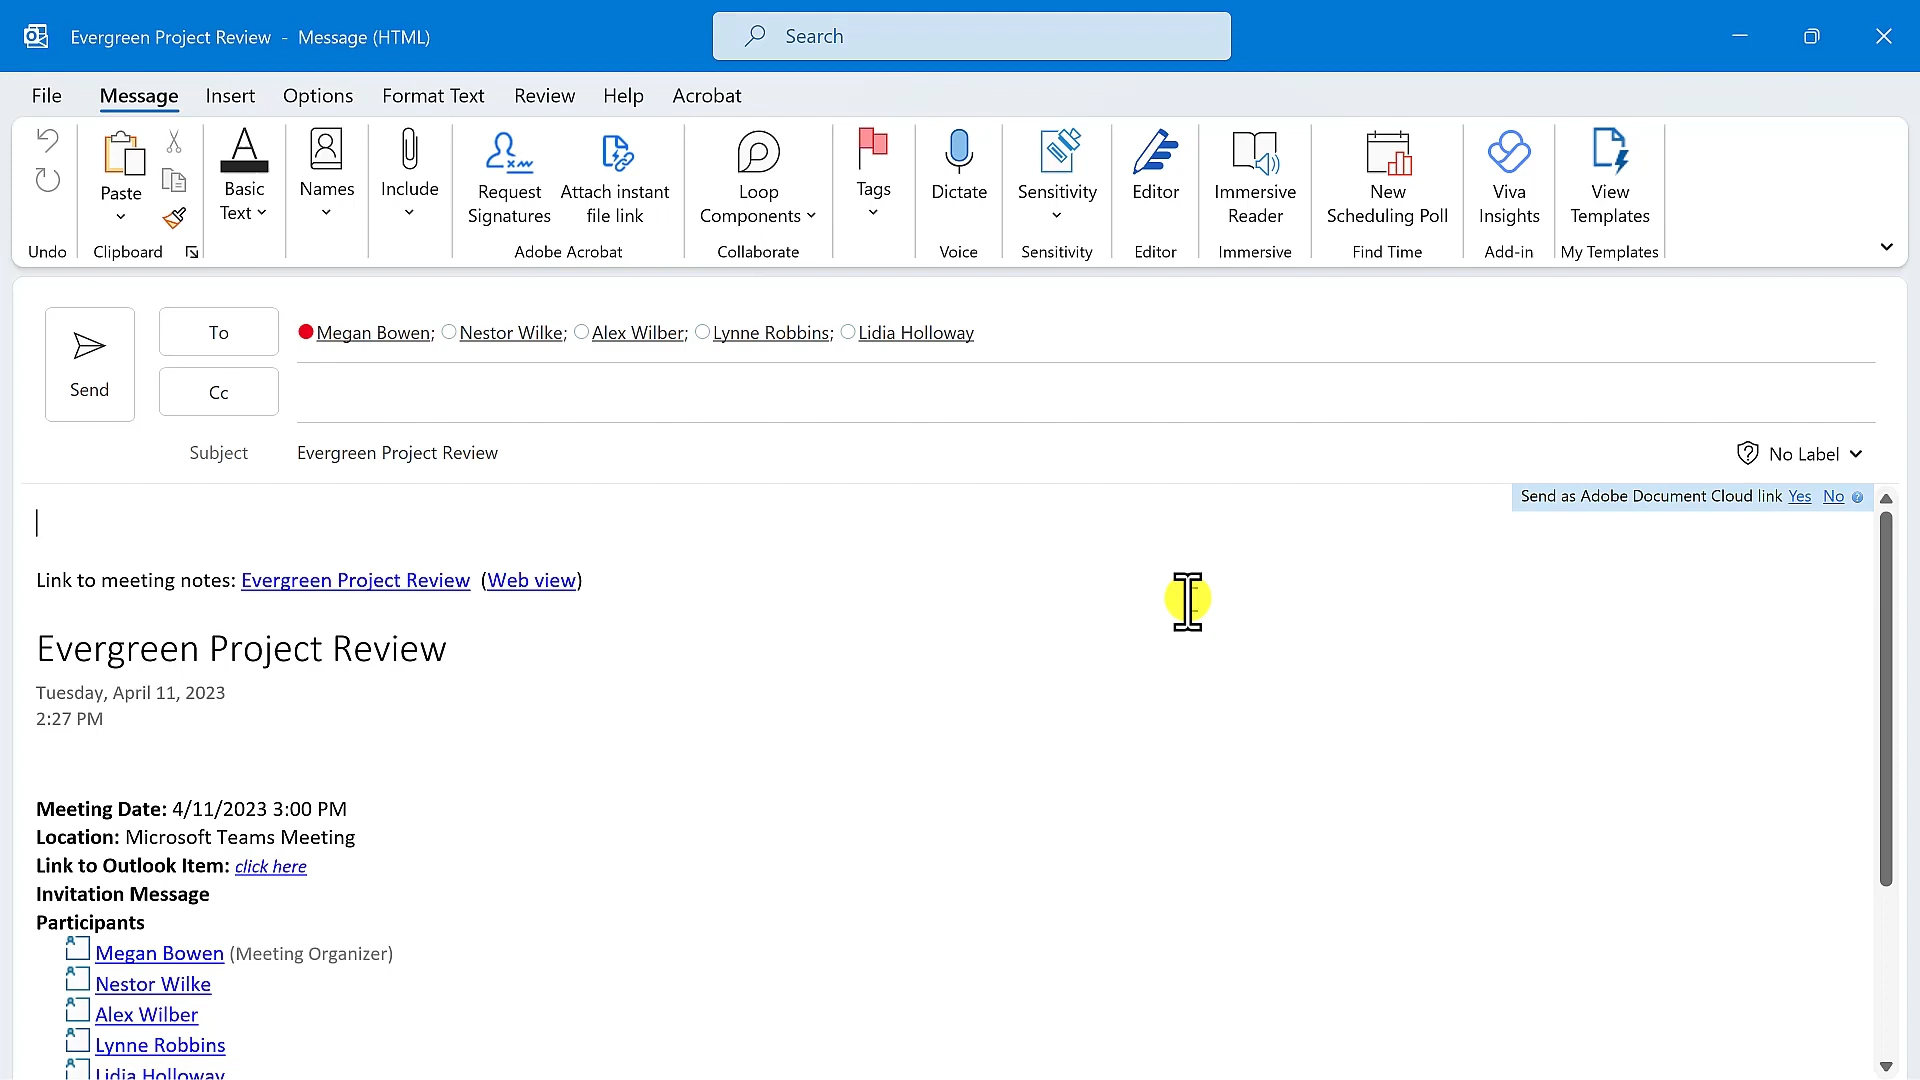 Evergreen Project Review - Message (HTML)
Search
File Message Insert Options Format Text Review Help Acrobat
Undo
Paste
Clipboard
Basic Text
Names
Include
Request Signatures
Attach instant file link
Adobe Acrobat
Loop Components
Collaborate
Tags
Dictate
Voice
Sensitivity
Sensitivity
Editor
Editor
Immersive Reader
Immersive
New Scheduling Poll
Find Time
Viva Insights
Add-in
View Templates
My Templates
Send
To Megan Bowen; Nestor Wilke; Alex Wilber; Lynne Robbins; Lidia Holloway
Cc
Subject Evergreen Project Review
No Label
Send as Adobe Document Cloud link Yes No
Link to meeting notes: Evergreen Project Review (Web view)
Evergreen Project Review
Tuesday, April 11, 2023
2:27 PM
Meeting Date: 4/11/2023 3:00 PM
Location: Microsoft Teams Meeting
Link to Outlook Item: click here
Invitation Message
Participants
Megan Bowen (Meeting Organizer)
Nestor Wilke
Alex Wilber
Lynne Robbins
Lidia Holloway